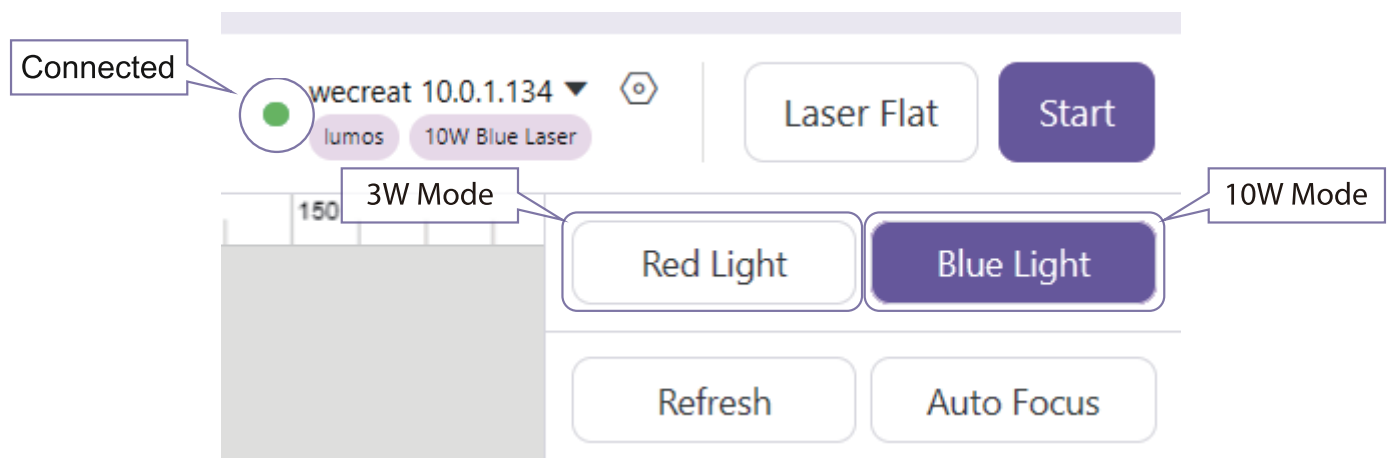 Connected
wecreat 10.0.1.134
lumos
10W Blue Laser
Laser Flat
Start
150
3W Mode
10W Mode
Red Light
Blue Light
Refresh
Auto Focus